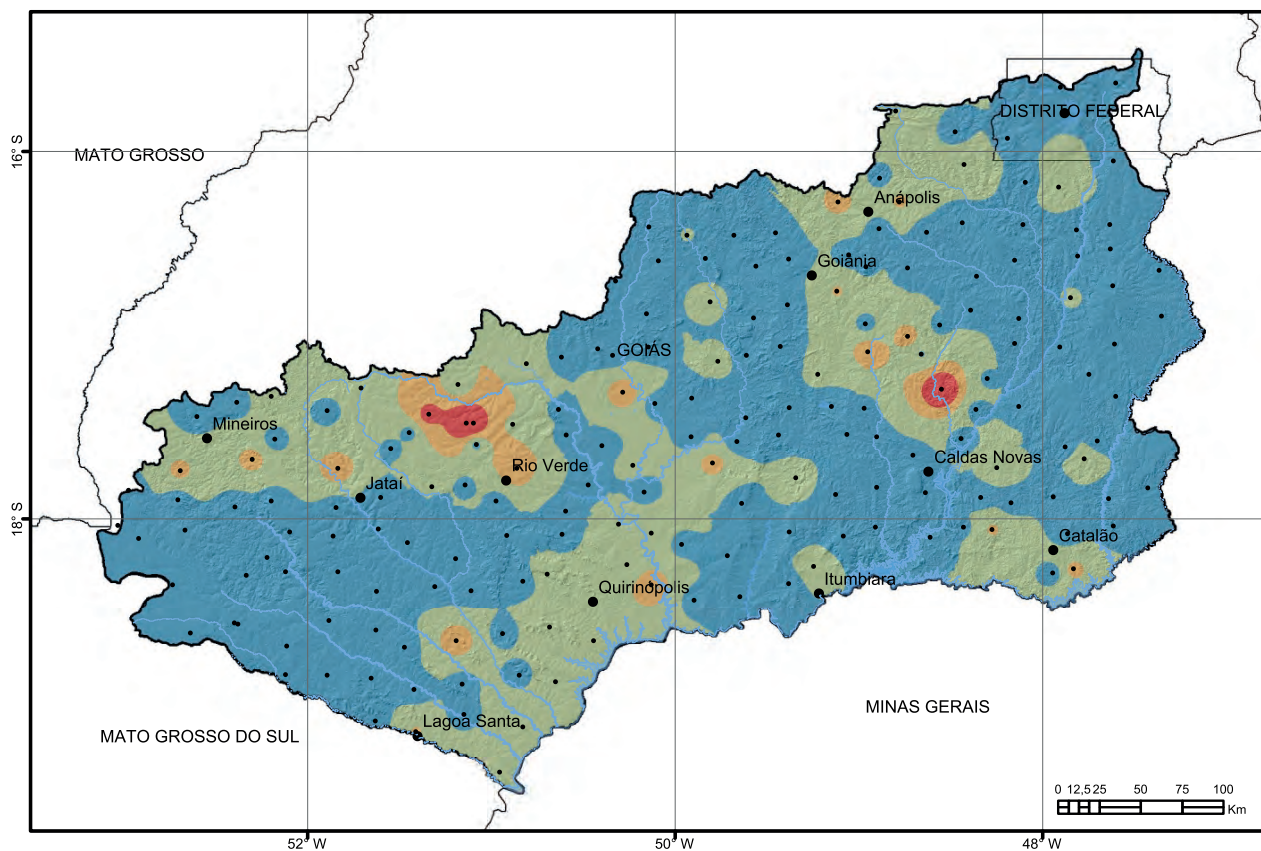 DISTRITO FEDERAL
MATO GROSSO
16° S
Anápolis
Goiânia
GOIÁS
Mineiros
Rio Verde
Caldas Novas
Jataí
18° S
Catalão
Quirinópolis
Itumbiara
Lagoa Santa
MINAS GERAIS
MATO GROSSO DO SUL
0 12,5 25 50 75 100
Km
52° W 50° W 48° W